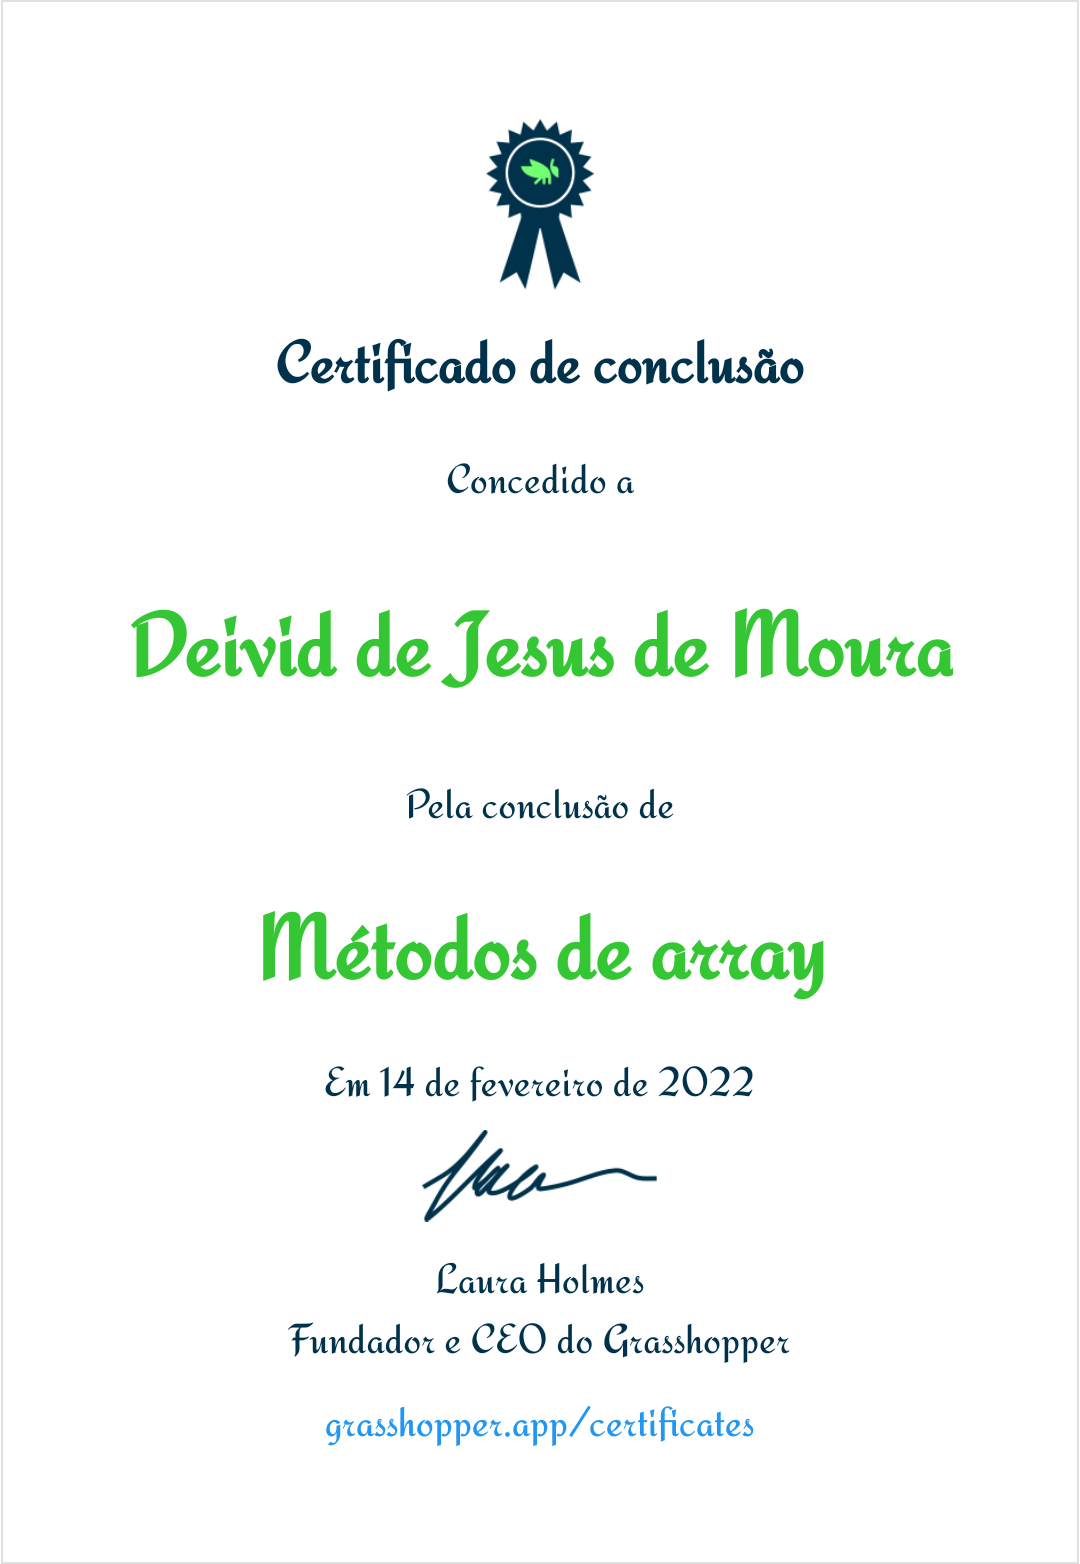 Certificado de conclusão
Concedido a
Deivid de Jesus de Moura
Pela conclusão de
Métodos de array
Em 14 de fevereiro de 2022
Laura Holmes
Fundador e CEO do Grasshopper
grasshopper.app/certificates